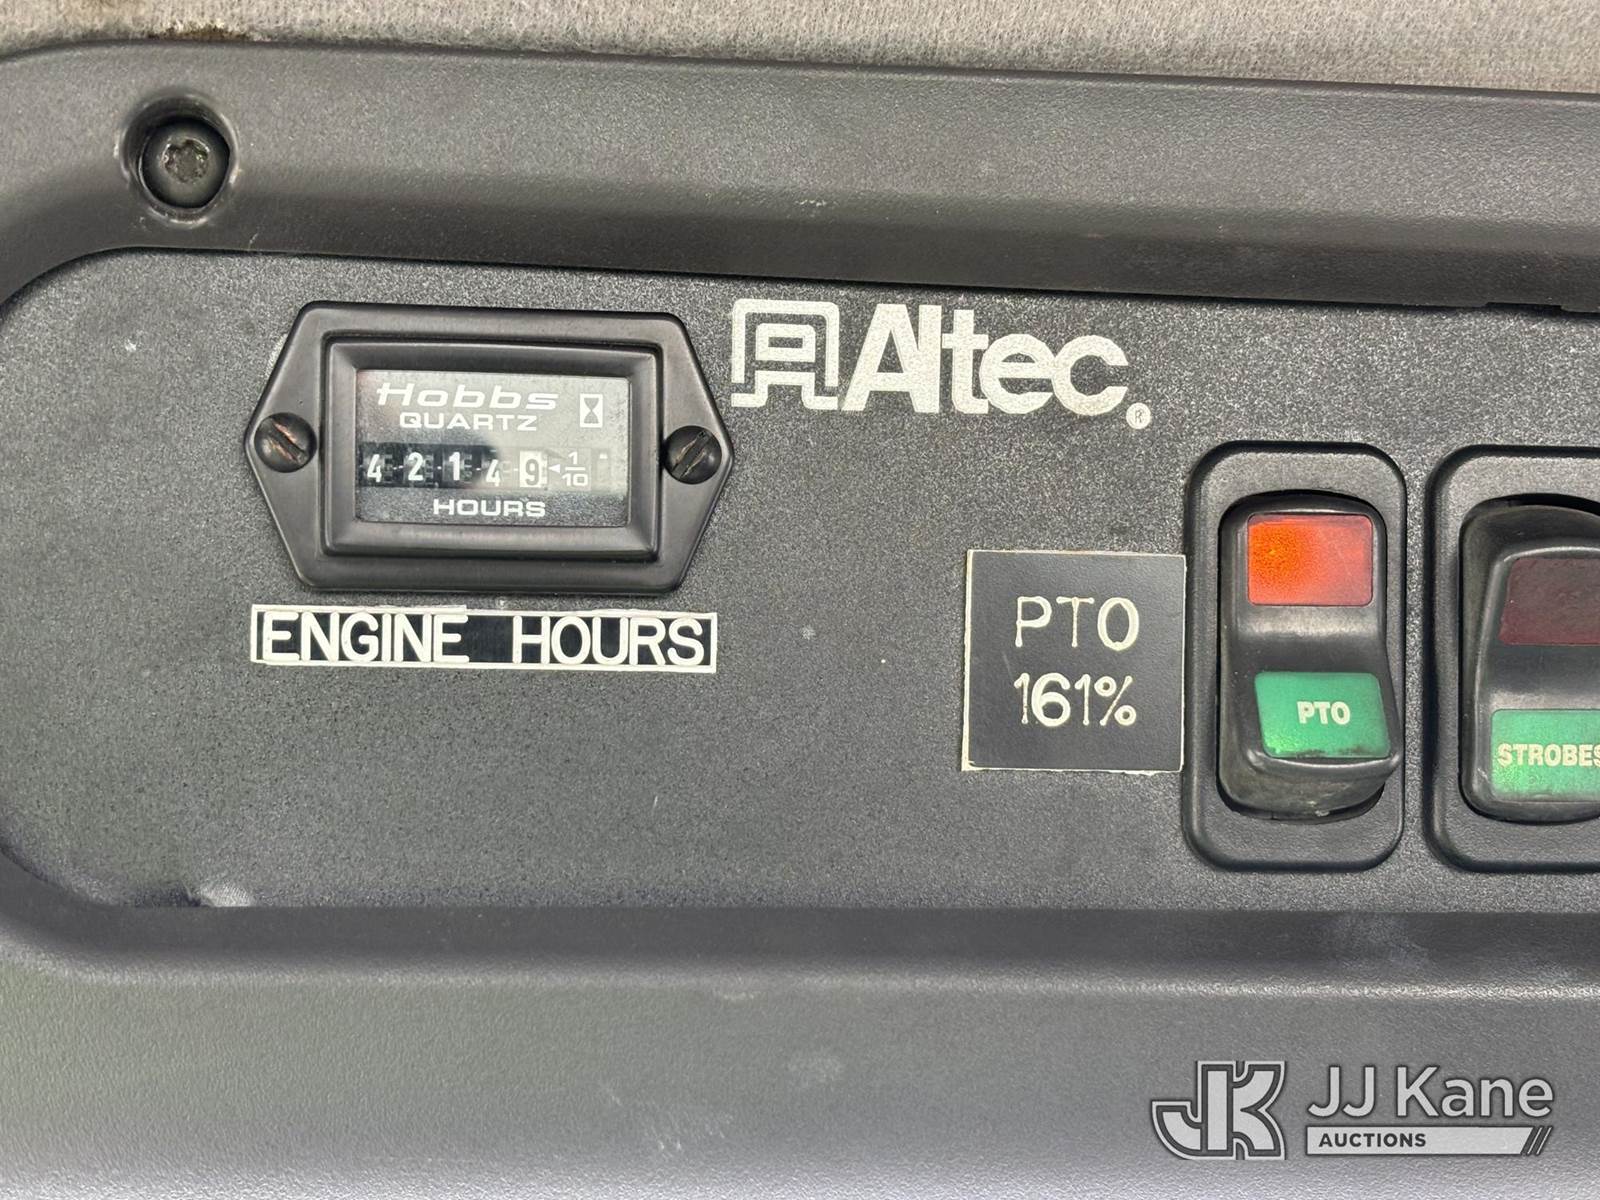 Altec®
Hobbs
QUARTZ
4 2 1 4 9 1/10
HOURS
ENGINE HOURS
PTO
161%
PTO
STROBES
JK JJ Kane
AUCTIONS